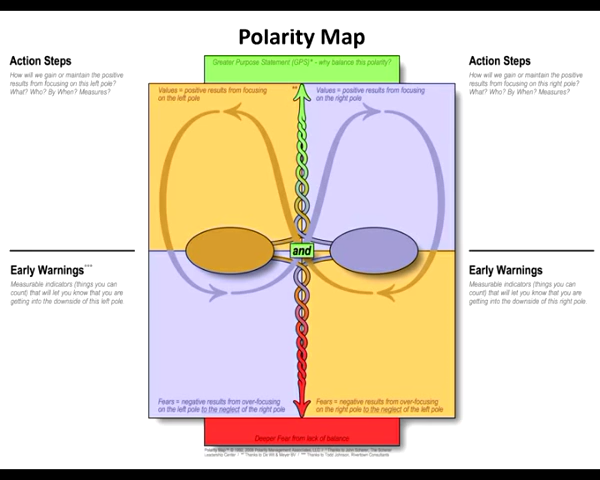 Polarity Map
Action Steps
How will we gain or maintain the positive
results from focusing on this left pole?
What? Who? By When? Measures?
Greater Purpose Statement (GPS)* - why balance this polarity?
Action Steps
How will we gain or maintain the positive
results from focusing on this right pole?
What? Who? By When? Measures?
Values = positive results from focusing
on the left pole
**
Values = positive results from focusing
on the right pole
and
Early Warnings***
Measurable indicators (things you can
count) that will let you know that you are
getting into the downside of this left pole.
Early Warnings
Measurable indicators (things you can
count) that will let you know that you are
getting into the downside of this right pole.
Fears = negative results from over-focusing
on the left pole to the neglect of the right pole
Fears = negative results from over-focusing
on the right pole to the neglect of the left pole
Deeper Fear from lack of balance